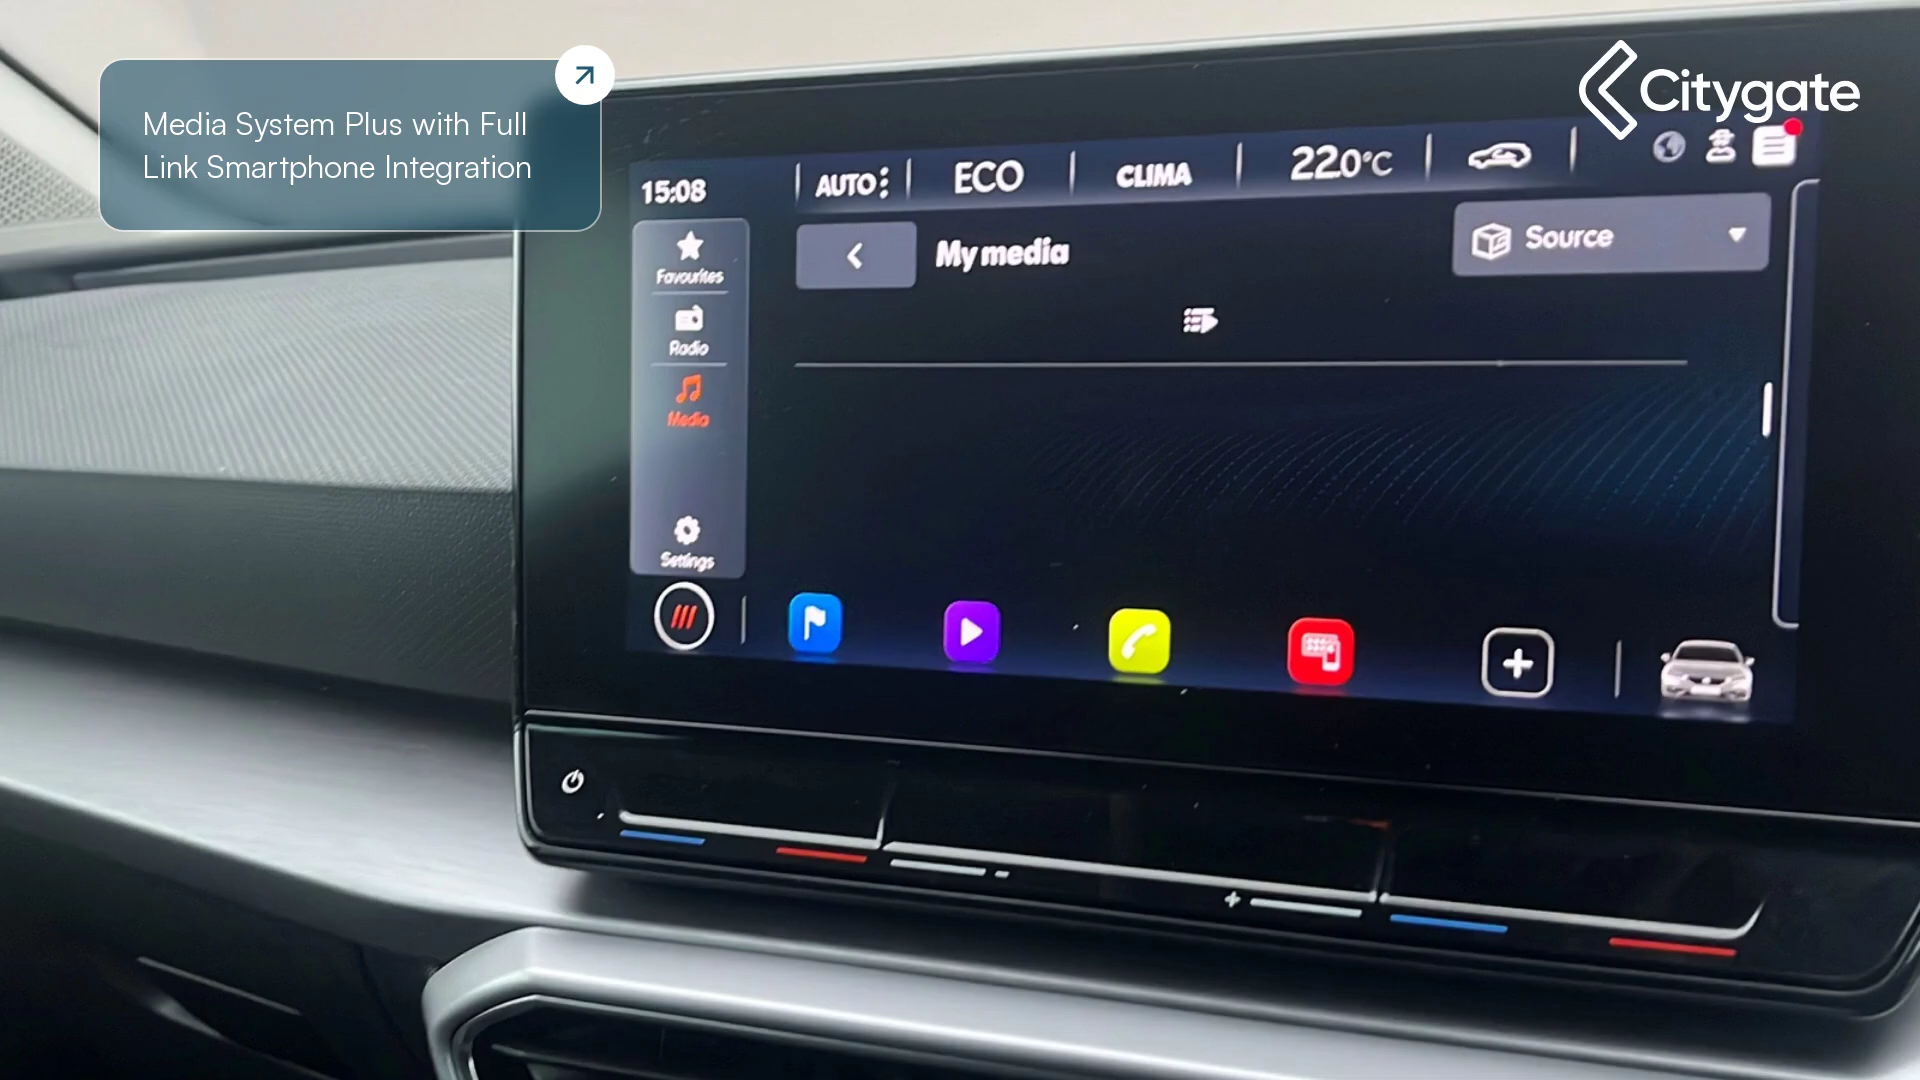 Media System Plus with Full
Link Smartphone Integration
Citygate
15:08
AUTO
ECO
CLIMA
22.0°C
Favourites
My media
Source
Radio
Media
Settings
- +